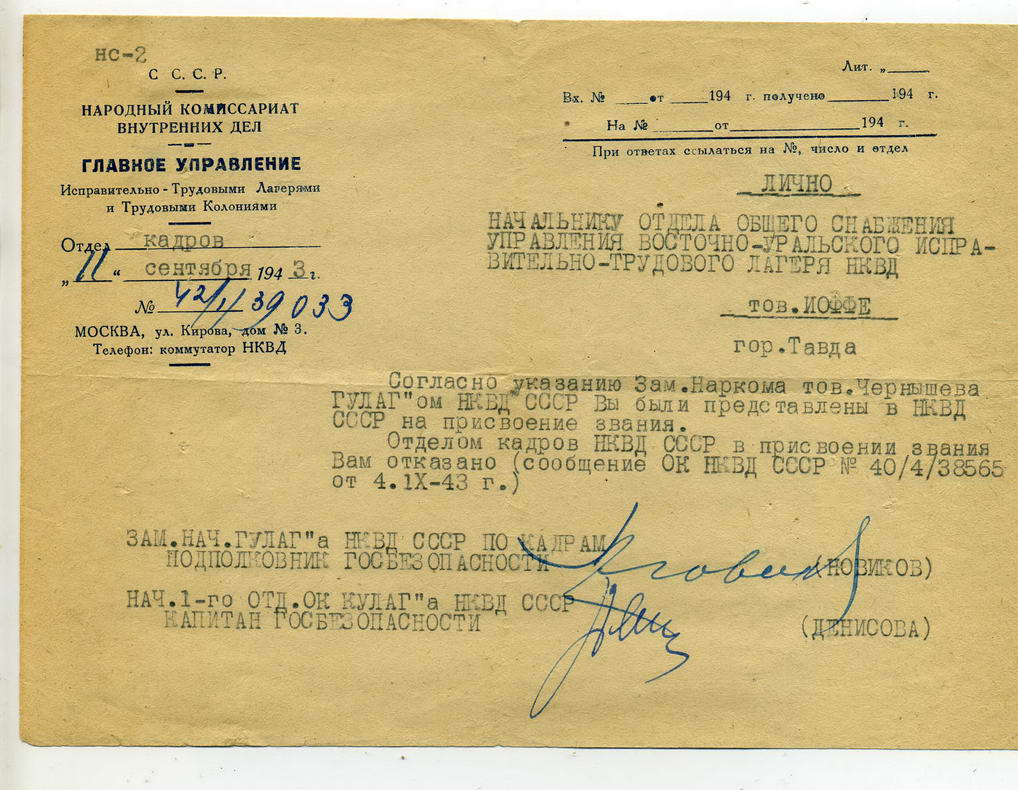 НС-2
С С. С. Р.
НАРОДНЫЙ КОМИССАРИАТ
ВНУТРЕННИХ ДЕЛ
ГЛАВНОЕ УПРАВЛЕНИЕ
Исправительно - Трудовыми Лагерями
и Трудовыми Колониями
Отдел кадров
„11“ сентября 1943 г.
№ 42/1/39033
МОСКВА, ул. Кирова, дом № 3.
Телефон: коммутатор НКВД
Лит. „
Вх. № от 194 г. получено 194 г.
На № от 194 г.
При ответах ссылаться на №, число и отдел
ЛИЧНО
НАЧАЛЬНИКУ ОТДЕЛА ОБЩЕГО СНАБЖЕНИЯ
УПРАВЛЕНИЯ ВОСТОЧНО-УРАЛЬСКОГО ИСПРА-
ВИТЕЛЬНО-ТРУДОВОГО ЛАГЕРЯ НКВД
тов.ИОФФЕ
гор.Тавда
Согласно указанию Зам.Наркома тов.Чернышева
ГУЛАГ"ом НКВД СССР Вы были представлены в НКВД
СССР на присвоение звания.
Отделом кадров НКВД СССР в присвоении звания
Вам отказано (сообщение ОК НКВД СССР № 40/4/38565
от 4.IX-43 г.)
ЗАМ.НАЧ.ГУЛАГ"а НКВД СССР ПО КАДРАМ
ПОДПОЛКОВНИК ГОСБЕЗОПАСНОСТИ (НОВИКОВ)
НАЧ.1-го ОТД.ОК КУЛАГ"а НКВД СССР
КАПИТАН ГОСБЕЗОПАСНОСТИ (ДЕНИСОВА)